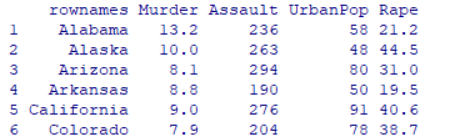 rownames Murder Assault UrbanPop Rape
1 Alabama 13.2 236 58 21.2
2 Alaska 10.0 263 48 44.5
3 Arizona 8.1 294 80 31.0
4 Arkansas 8.8 190 50 19.5
5 California 9.0 276 91 40.6
6 Colorado 7.9 204 78 38.7